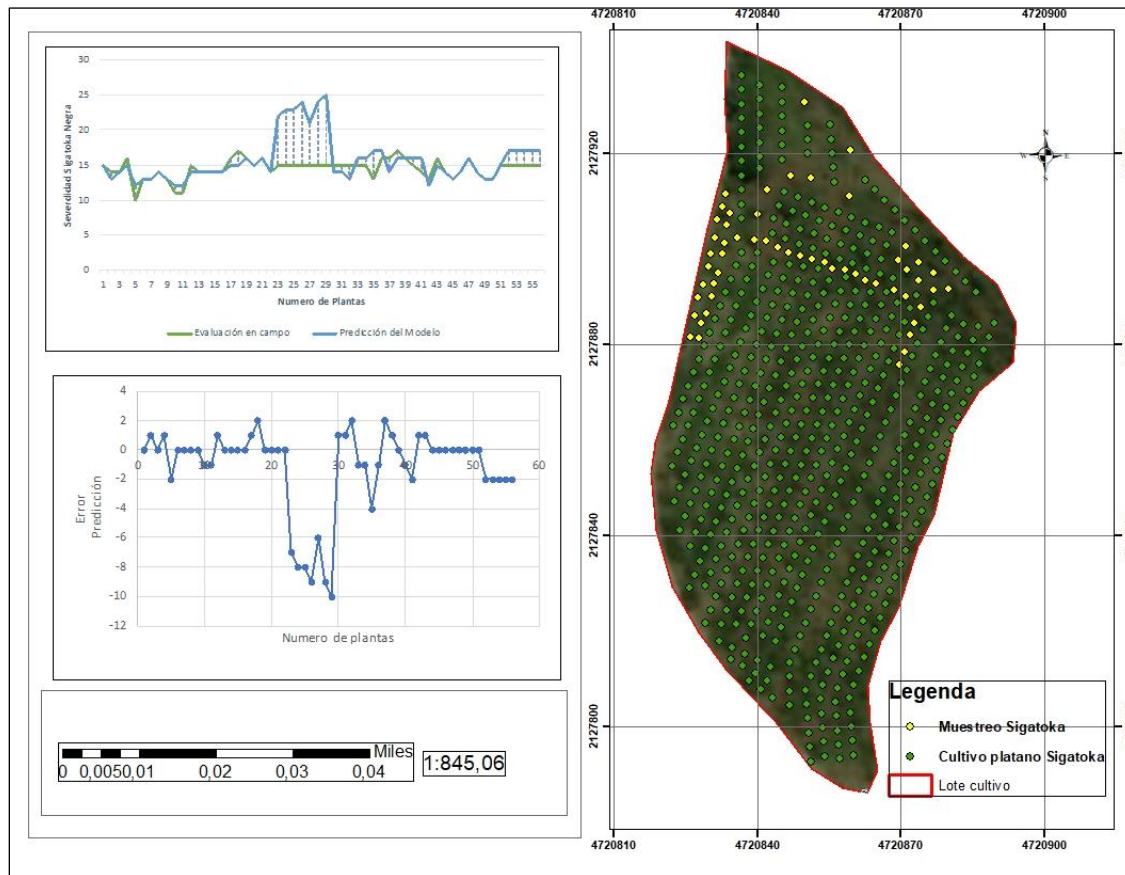 30
25
20
15
10
5
0
Severdidad Sigatoka Negra
1 3 5 7 9 11 13 15 17 19 21 23 25 27 29 31 33 35 37 39 41 43 45 47 49 51 53 55
Numero de Plantas
Evaluación en campo Predicción del Modelo
4
2
0
-2
-4
-6
-8
-10
-12
Error
Predicción
0 10 20 30 40 50 60
Numero de plantas
Miles
0 0,0050,01 0,02 0,03 0,04
1:845,06
4720810 4720840 4720870 4720900
2127920
2127880
2127840
2127800
N
W E
S
Legenda
Muestreo Sigatoka
Cultivo platano Sigatoka
Lote cultivo
4720810 4720840 4720870 4720900